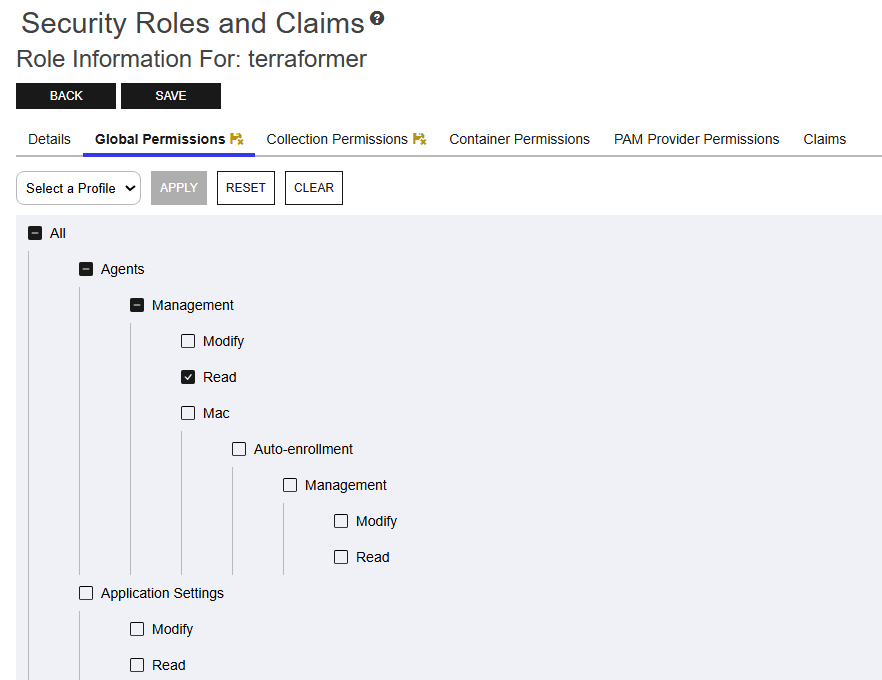 Security Roles and Claims ?
Role Information For: terraformer
BACK SAVE
Details Global Permissions Collection Permissions Container Permissions PAM Provider Permissions Claims
Select a Profile APPLY RESET CLEAR
All
Agents
Management
Modify
Read
Mac
Auto-enrollment
Management
Modify
Read
Application Settings
Modify
Read